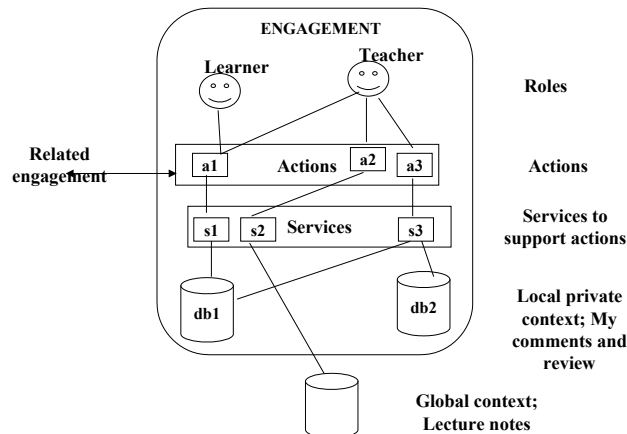 ENGAGEMENT
Learner
Teacher
Roles
Related
engagement
a1
Actions
a2
a3
Actions
s1
s2
Services
s3
Services to
support actions
db1
db2
Local private
context; My
comments and
review
Global context;
Lecture notes